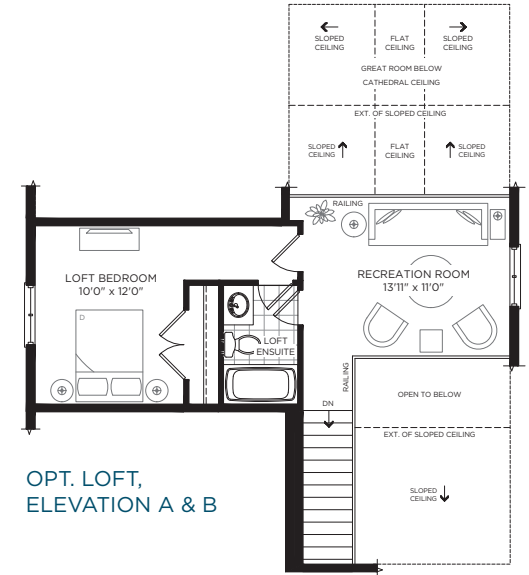 SLOPED
CEILING
FLAT
CEILING
SLOPED
CEILING
GREAT ROOM BELOW
CATHEDRAL CEILING
EXT. OF SLOPED CEILING
SLOPED
CEILING
FLAT
CEILING
SLOPED
CEILING
RAILING
LOFT BEDROOM
10'0" x 12'0"
RECREATION ROOM
13'11" x 11'0"
D
LOFT
ENSUITE
RAILING
DN
OPEN TO BELOW
EXT. OF SLOPED CEILING
SLOPED
CEILING
OPT. LOFT,
ELEVATION A & B